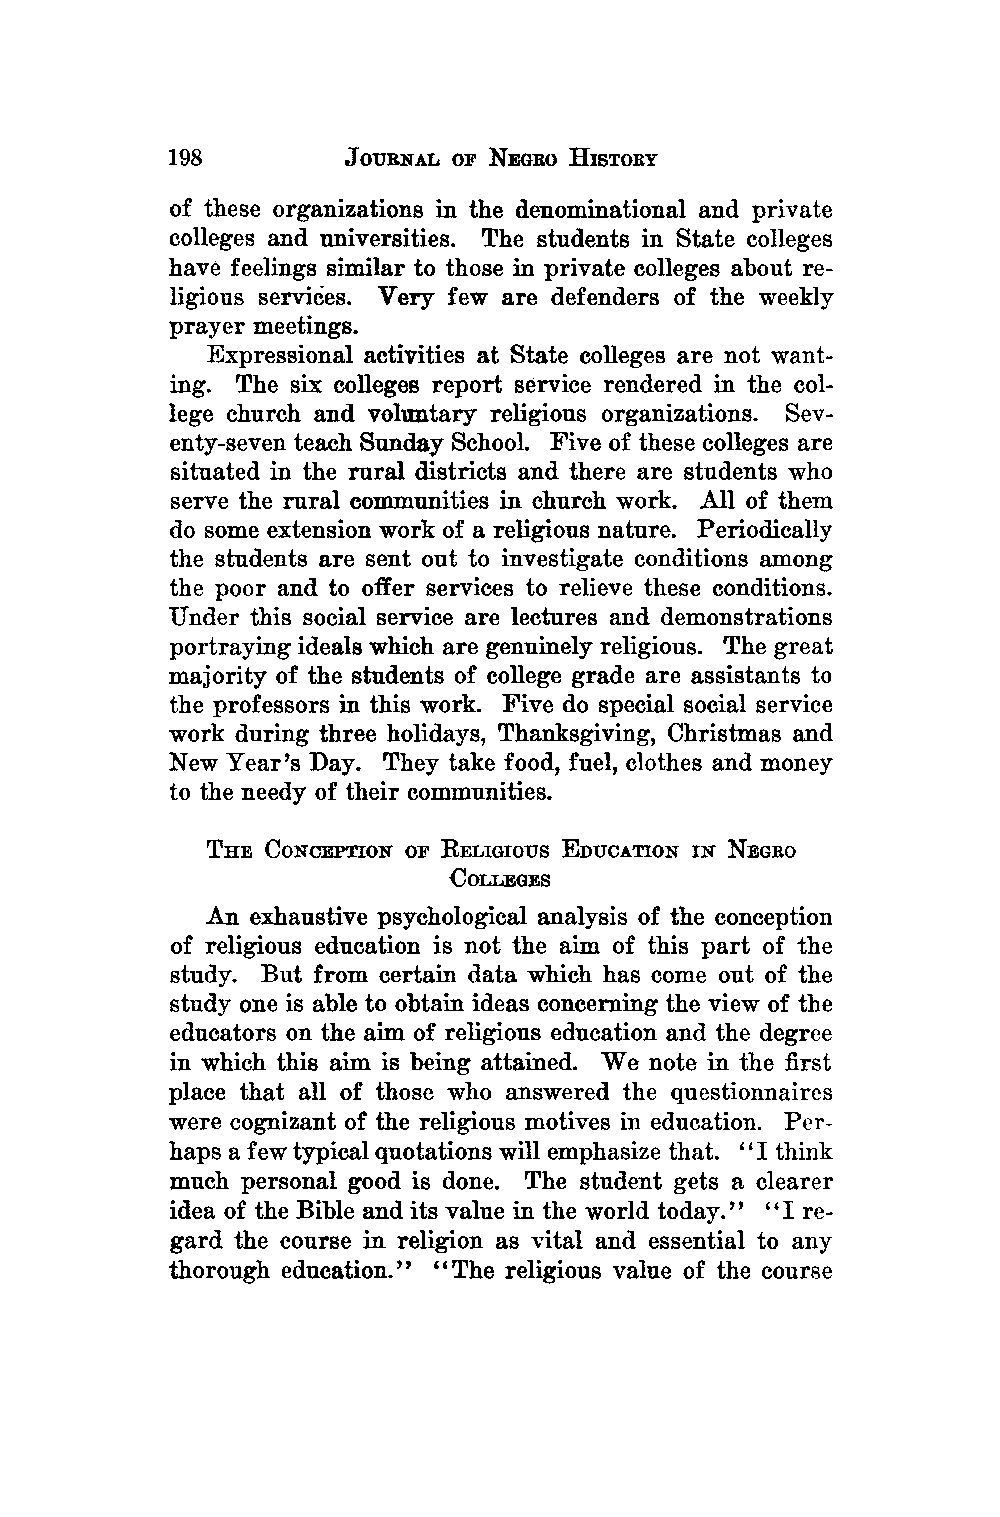 198 JOURNAL OF NEGRO HISTORY
of these organizations in the denominational and private
colleges and universities. The students in State colleges
have feelings similar to those in private colleges about re-
ligious services. Very few are defenders of the weekly
prayer meetings.
Expressional activities at State colleges are not want-
ing. The six colleges report service rendered in the col-
lege church and voluntary religious organizations. Sev-
enty-seven teach Sunday School. Five of these colleges are
situated in the rural districts and there are students who
serve the rural communities in church work. All of them
do some extension work of a religious nature. Periodically
the students are sent out to investigate conditions among
the poor and to offer services to relieve these conditions.
Under this social service are lectures and demonstrations
portraying ideals which are genuinely religious. The great
majority of the students of college grade are assistants to
the professors in this work. Five do special social service
work during three holidays, Thanksgiving, Christmas and
New Year's Day. They take food, fuel, clothes and money
to the needy of their communities.
THE CONCEPTION OF RELIGIOUS EDUCATION IN NEGRO
COLLEGES
An exhaustive psychological analysis of the conception
of religious education is not the aim of this part of the
study. But from certain data which has come out of the
study one is able to obtain ideas concerning the view of the
educators on the aim of religious education and the degree
in which this aim is being attained. We note in the first
place that all of those who answered the questionnaires
were cognizant of the religious motives in education. Per-
haps a few typical quotations will emphasize that. "I think
much personal good is done. The student gets a clearer
idea of the Bible and its value in the world today." "I re-
gard the course in religion as vital and essential to any
thorough education." "The religious value of the course